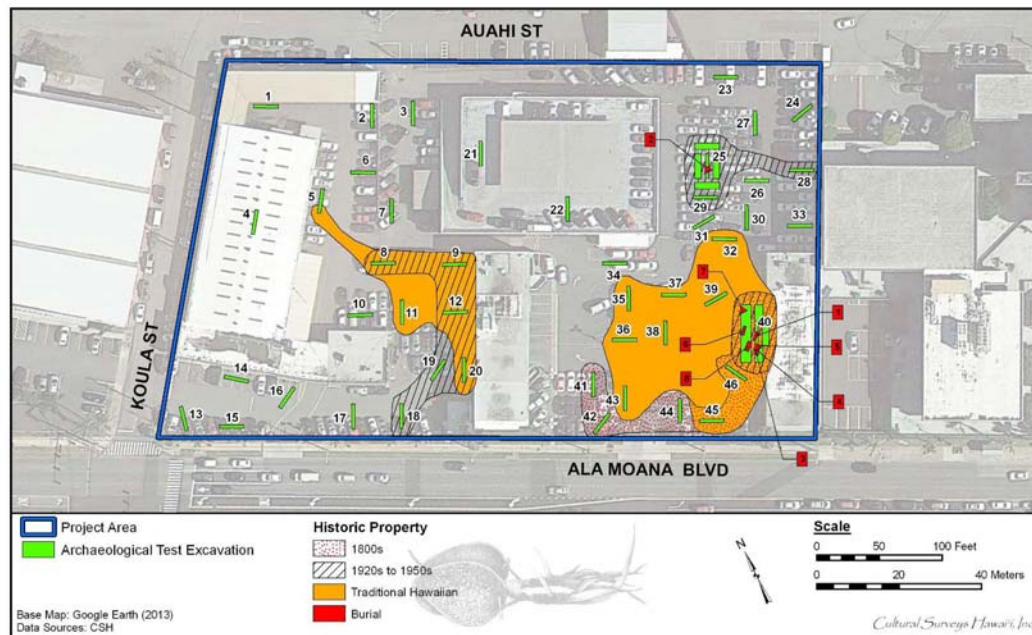 AUAHI ST
KOULA ST
ALA MOANA BLVD
1
2
3
23
24
27
2
21
6
25
28
26
5
4
7
22
29
30
33
31
32
8
9
34
7
37
39
35
10
11
12
36
38
40
1
19
20
46
14
16
41
43
13
15
17
18
42
44
45
3
Project Area
Archaeological Test Excavation
Base Map: Google Earth (2013)
Data Sources: CSH
Historic Property
1800s
1920s to 1950s
Traditional Hawaiian
Burial
N
Scale
0 50 100 Feet
0 20 40 Meters
Cultural Surveys Hawai‘i, Inc